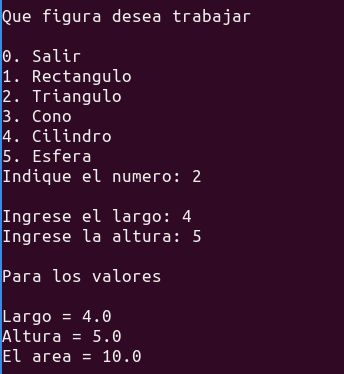 Que figura desea trabajar
0. Salir
1. Rectangulo
2. Triangulo
3. Cono
4. Cilindro
5. Esfera
Indique el numero: 2
Ingrese el largo: 4
Ingrese la altura: 5
Para los valores
Largo = 4.0
Altura = 5.0
El area = 10.0